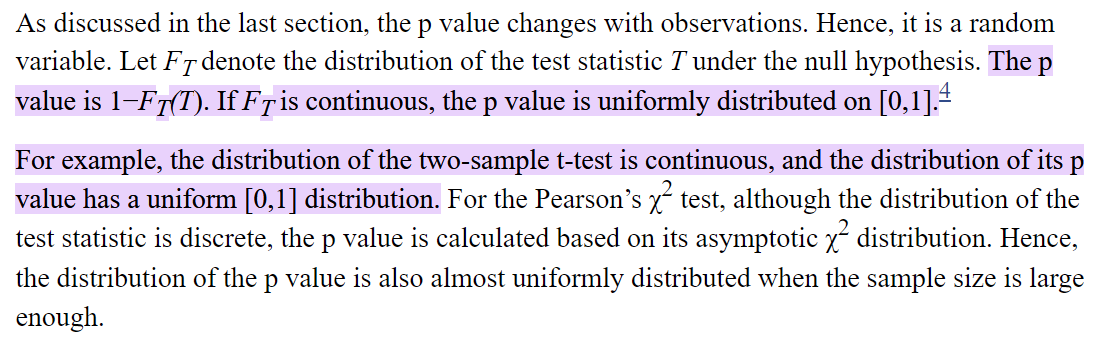 As discussed in the last section, the p value changes with observations. Hence, it is a random
variable. Let F_T denote the distribution of the test statistic T under the null hypothesis. The p
value is 1−F_T(T). If F_T is continuous, the p value is uniformly distributed on [0,1].⁴
For example, the distribution of the two-sample t-test is continuous, and the distribution of its p
value has a uniform [0,1] distribution. For the Pearson’s χ² test, although the distribution of the
test statistic is discrete, the p value is calculated based on its asymptotic χ² distribution. Hence,
the distribution of the p value is also almost uniformly distributed when the sample size is large
enough.